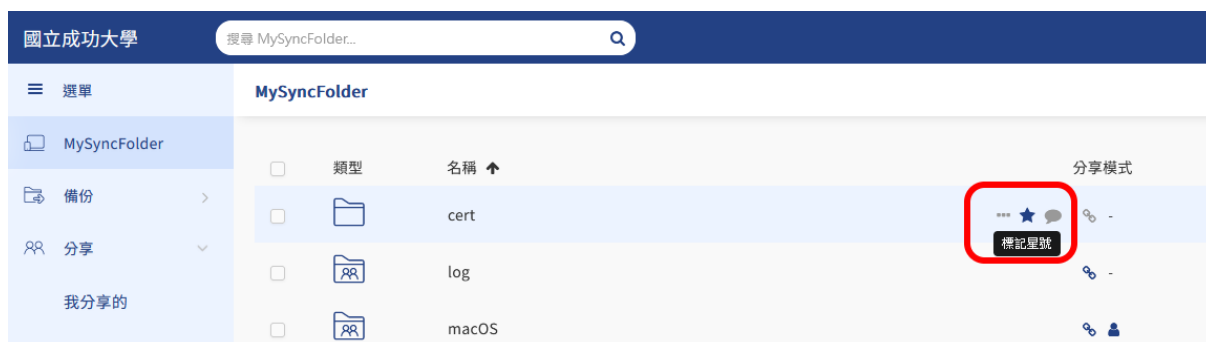 國立成功大學
搜尋 MySyncFolder...
選單
MySyncFolder
MySyncFolder
備份
分享
我分享的
類型 名稱 分享模式
cert -
標記星號
log -
macOS